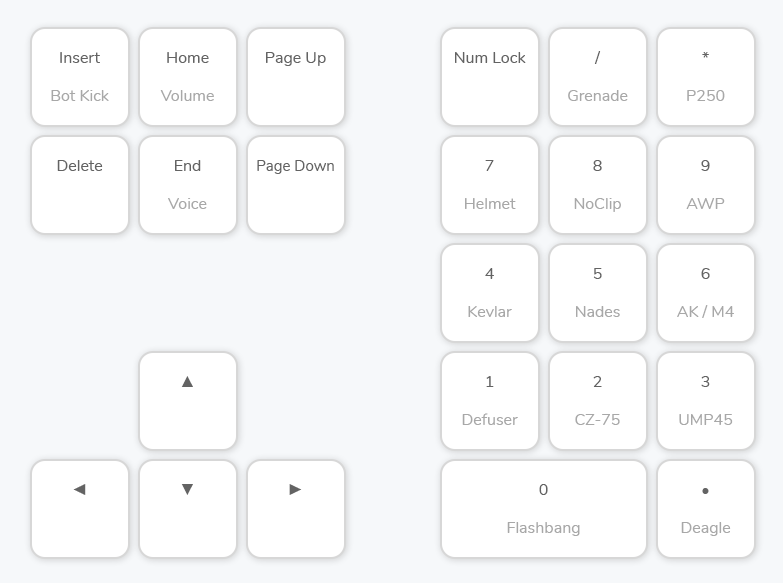 Insert
Bot Kick
Home
Volume
Page Up
Delete
End
Voice
Page Down
▲
◄
▼
►
Num Lock
/
Grenade
*
P250
7
Helmet
8
NoClip
9
AWP
4
Kevlar
5
Nades
6
AK / M4
1
Defuser
2
CZ-75
3
UMP45
0
Flashbang
•
Deagle